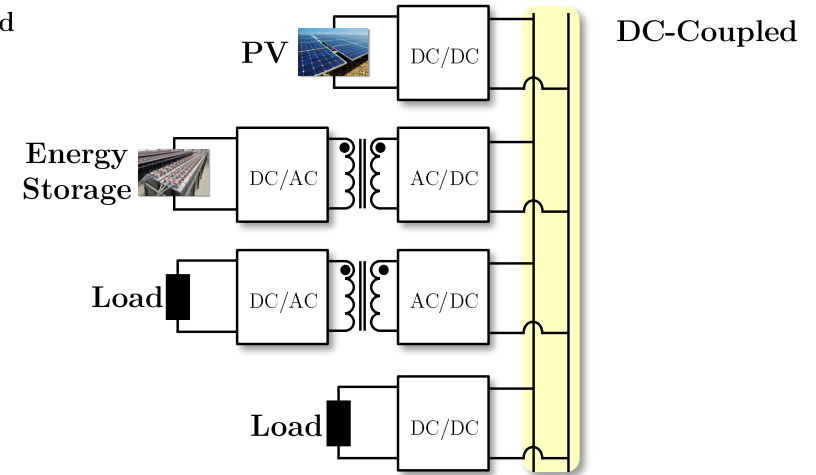 d
DC-Coupled
PV
DC/DC
Energy
Storage
DC/AC
AC/DC
Load
DC/AC
AC/DC
Load
DC/DC